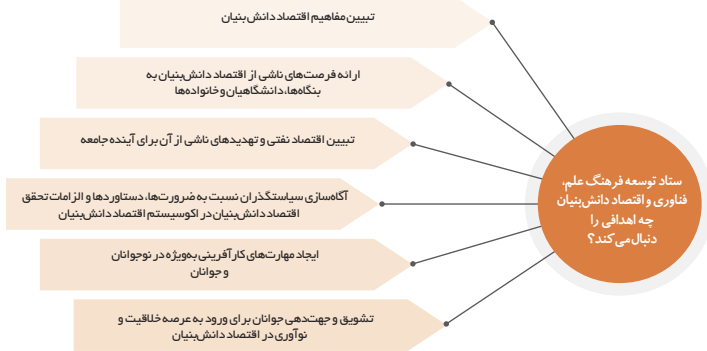 ستاد توسعه فرهنگ علم،
فناوری و اقتصاد دانش‌بنیان
چه اهدافی را
دنبال می‌کند؟
تبیین مفاهیم اقتصاد دانش‌بنیان
ارائه فرصت‌های ناشی از اقتصاد دانش‌بنیان به
بنگاه‌ها، دانشگاهیان و خانواده‌ها
تبیین اقتصاد نفتی و تهدیدهای ناشی از آن برای آینده جامعه
آگاه‌سازی سیاستگذران نسبت به ضرورت‌ها، دستاوردها و الزامات تحقق
اقتصاد دانش‌بنیان در اکوسیستم اقتصاد دانش‌بنیان
ایجاد مهارت‌های کارآفرینی به‌ویژه در نوجوانان
و جوانان
تشویق و جهت‌دهی جوانان برای ورود به عرصه خلاقیت و
نوآوری در اقتصاد دانش‌بنیان